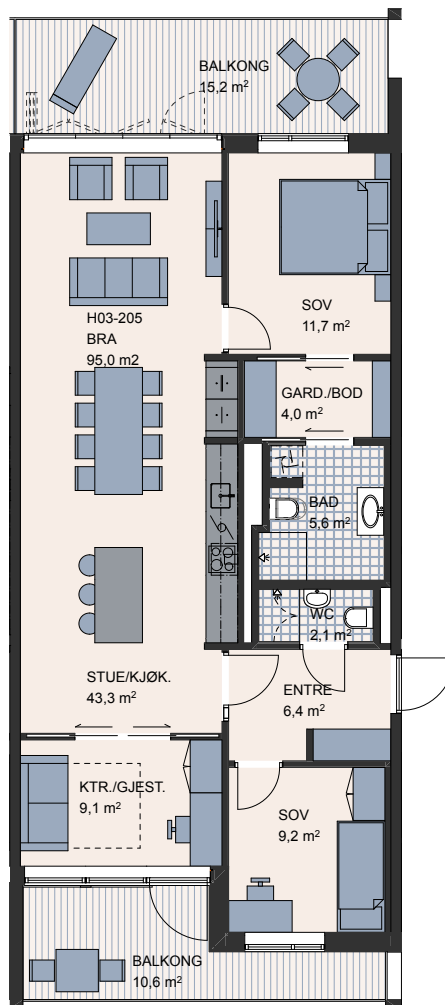 BALKONG
15,2 m²
H03-205
BRA
95,0 m2
SOV
11,7 m²
GARD./BOD
4,0 m²
BAD
5,6 m²
WC
2,1 m²
STUE/KJØK.
43,3 m²
ENTRE
6,4 m²
KTR./GJEST.
9,1 m²
SOV
9,2 m²
BALKONG
10,6 m²